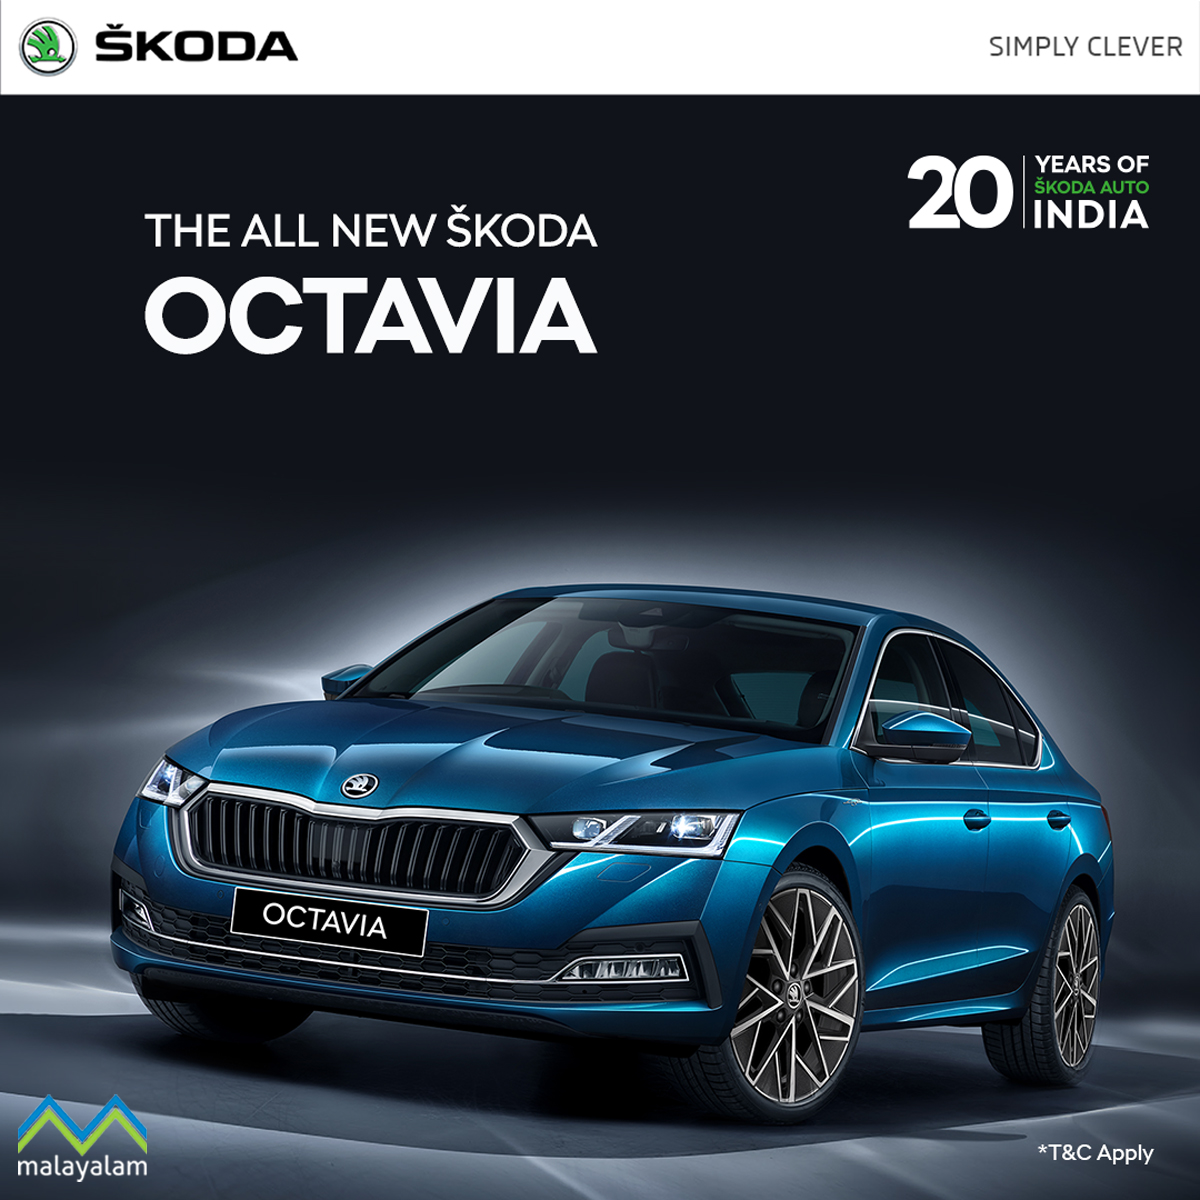 ŠKODA
SIMPLY CLEVER
20 YEARS OF
ŠKODA AUTO
INDIA
THE ALL NEW ŠKODA
OCTAVIA
OCTAVIA
malayalam
*T&C Apply